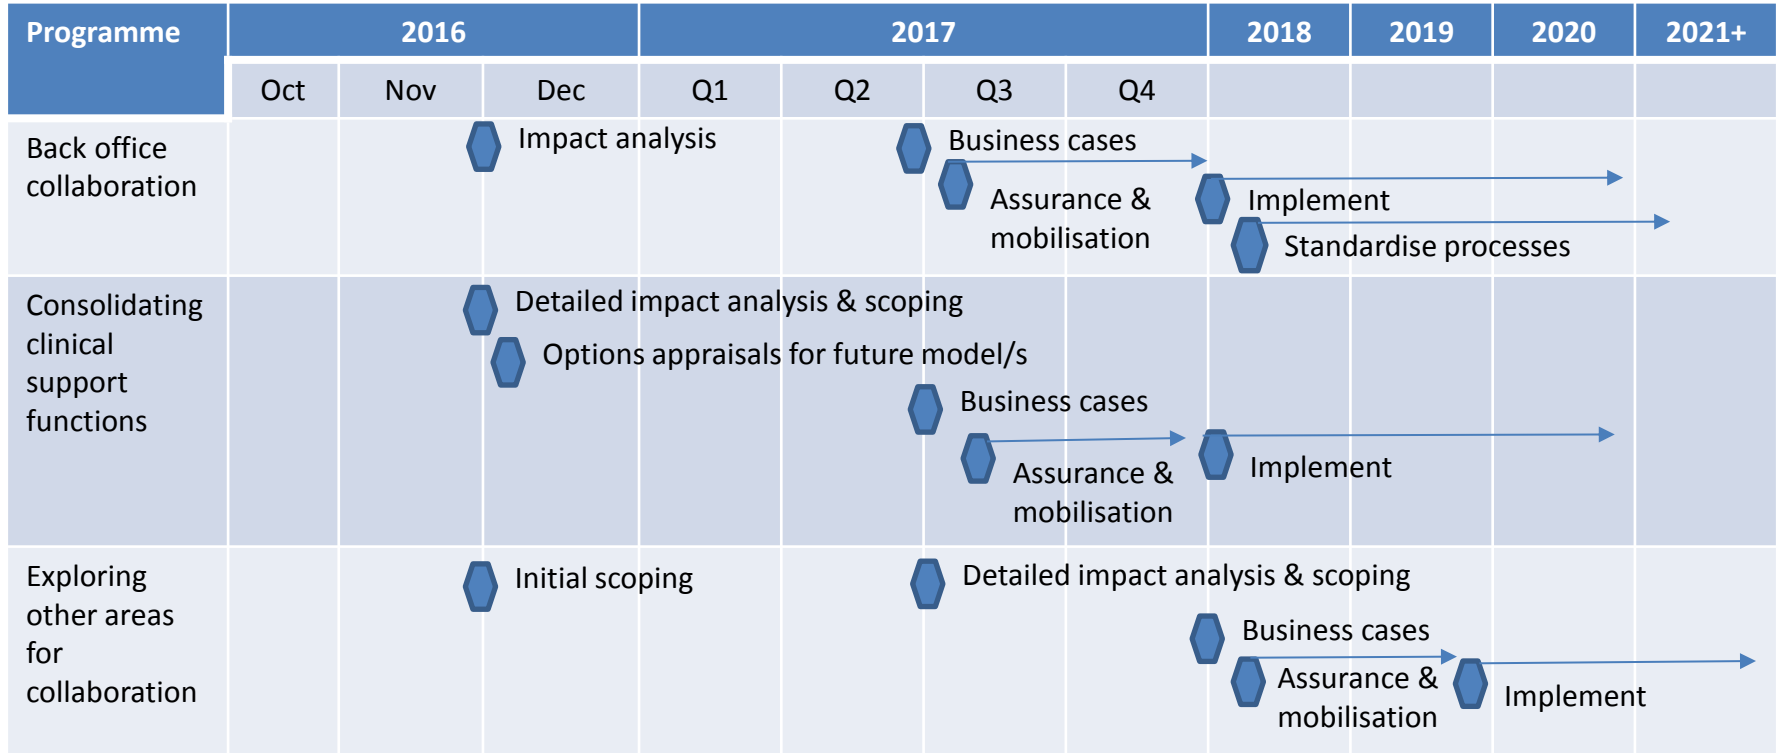 Programme
2016
2017
2018
2019
2020
2021+
Oct
Nov
Dec
Q1
Q2
Q3
Q4
Back office
collaboration
Impact analysis
Business cases
Assurance &
mobilisation
Implement
Standardise processes
Consolidating
clinical
support
functions
Detailed impact analysis & scoping
Options appraisals for future model/s
Business cases
Assurance &
mobilisation
Implement
Exploring
other areas
for
collaboration
Initial scoping
Detailed impact analysis & scoping
Business cases
Assurance &
mobilisation
Implement